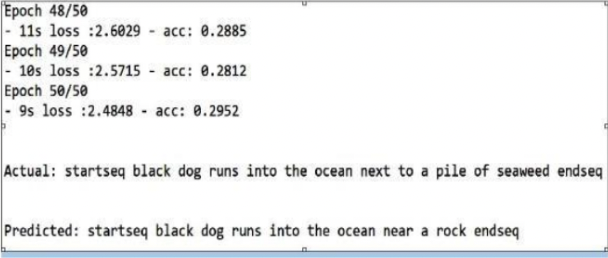 Epoch 48/50
- 11s loss :2.6029 - acc: 0.2885
Epoch 49/50
- 10s loss :2.5715 - acc: 0.2812
Epoch 50/50
- 9s loss :2.4848 - acc: 0.2952
Actual: startseq black dog runs into the ocean next to a pile of seaweed endseq
Predicted: startseq black dog runs into the ocean near a rock endseq